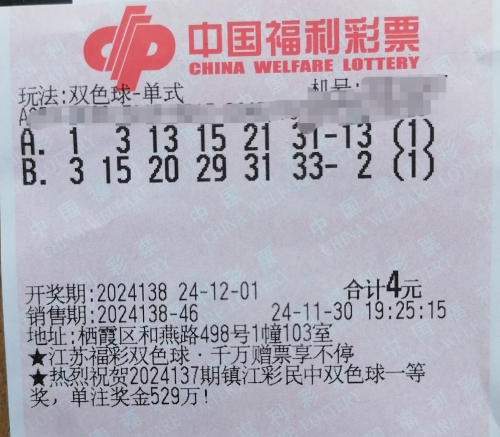 中国福利彩票
CHINA WELFARE LOTTERY
玩法:双色球-单式 机号:
A. 1 3 13 15 21 31-13 (1)
B. 3 15 20 29 31 33- 2 (1)
开奖期:2024138 24-12-01 合计4元
销售期:2024138-46 24-11-30 19:25:15
地址:栖霞区和燕路498号1幢103室
★江苏福彩双色球·千万赠票享不停
★热烈祝贺2024137期镇江彩民中双色球一等
奖，单注奖金529万!